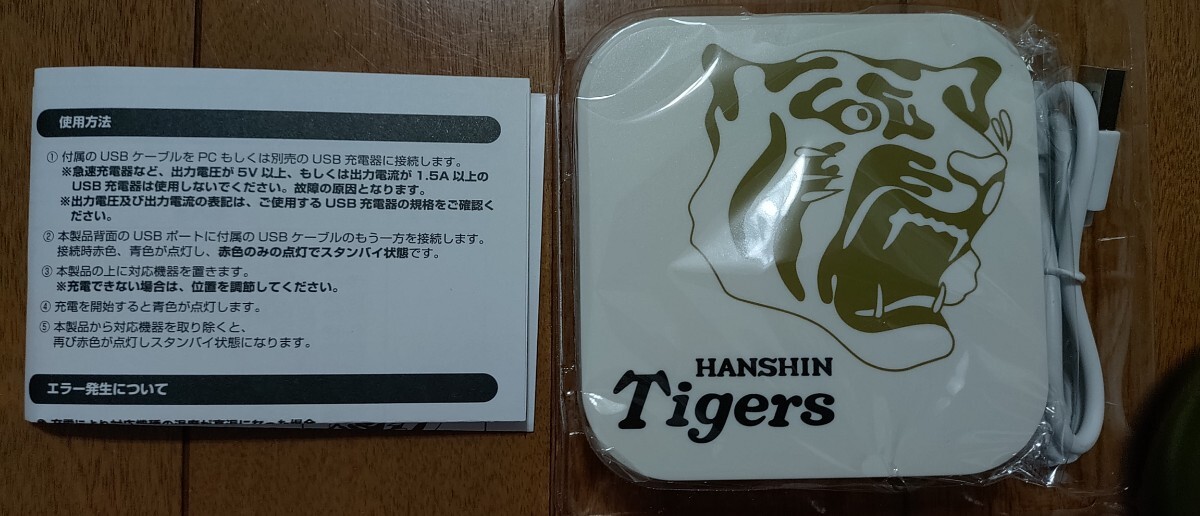 使用方法
① 付属の USB ケーブルを PC もしくは別売の USB 充電器に接続します。
※急速充電器など、出力電圧が 5V 以上、もしくは出力電流が 1.5A 以上の
USB 充電器は使用しないでください。故障の原因となります。
※出力電圧及び出力電流の表記は、ご使用する USB 充電器の規格をご確認く
ださい。
② 本製品背面の USB ポートに付属の USB ケーブルのもう一方を接続します。
接続時赤色、青色が点灯し、赤色のみの点灯でスタンバイ状態です。
③ 本製品の上に対応機器を置きます。
※充電できない場合は、位置を調節してください。
④ 充電を開始すると青色が点灯します。
⑤ 本製品から対応機器を取り除くと、
再び赤色が点灯しスタンバイ状態になります。
エラー発生について
HANSHIN
Tigers